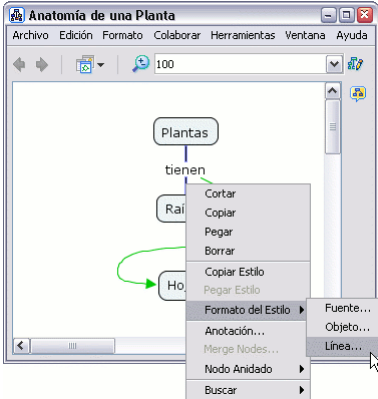 Anatomía de una Planta
Archivo Edición Formato Colaborar Herramientas Ventana Ayuda
100
Plantas
tienen
Raí
Ho
Cortar
Copiar
Pegar
Borrar
Copiar Estilo
Pegar Estilo
Formato del Estilo
Anotación...
Merge Nodes...
Nodo Anidado
Buscar
Fuente...
Objeto...
Línea...